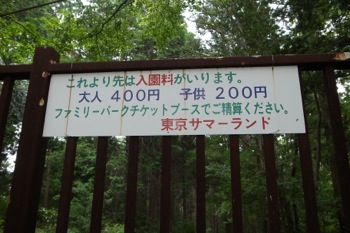 これより先は入園料がいります。
大人 400円 子供 200円
ファミリーパークチケットブースでご精算ください。
東京サマーランド